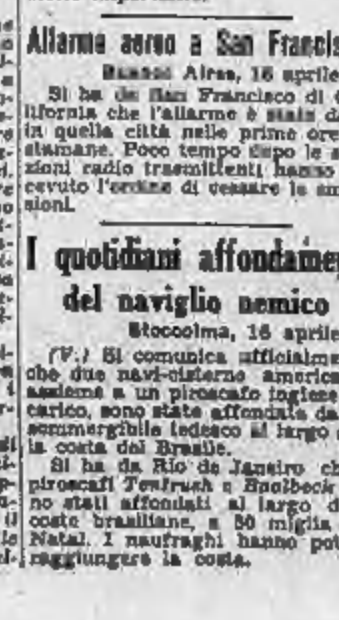 Allarme aereo a San Francis
Buenos Aires, 16 aprile
Si ha da San Francisco di C
lifornia che l'allarme è stato da
in quella città nelle prime ore
stamane. Poco tempo dopo le s
zioni radio trasmittenti hanno
cevuto l'ordine di cessare le em
sioni.
I quotidiani affondame
del naviglio nemico
Stoccolma, 16 aprile
(V.) Si comunica ufficialme
che due navi-cisterne america
assieme a un piroscafo inglese
carico, sono state affondate da
sommergibile tedesco al largo
la costa del Brasile.
Si ha da Rio de Janeiro ch
piroscafi e
no stati affondati al largo d
coste brasiliane, a 80 miglia
Natal. I naufraghi hanno pot
raggiungere la costa.